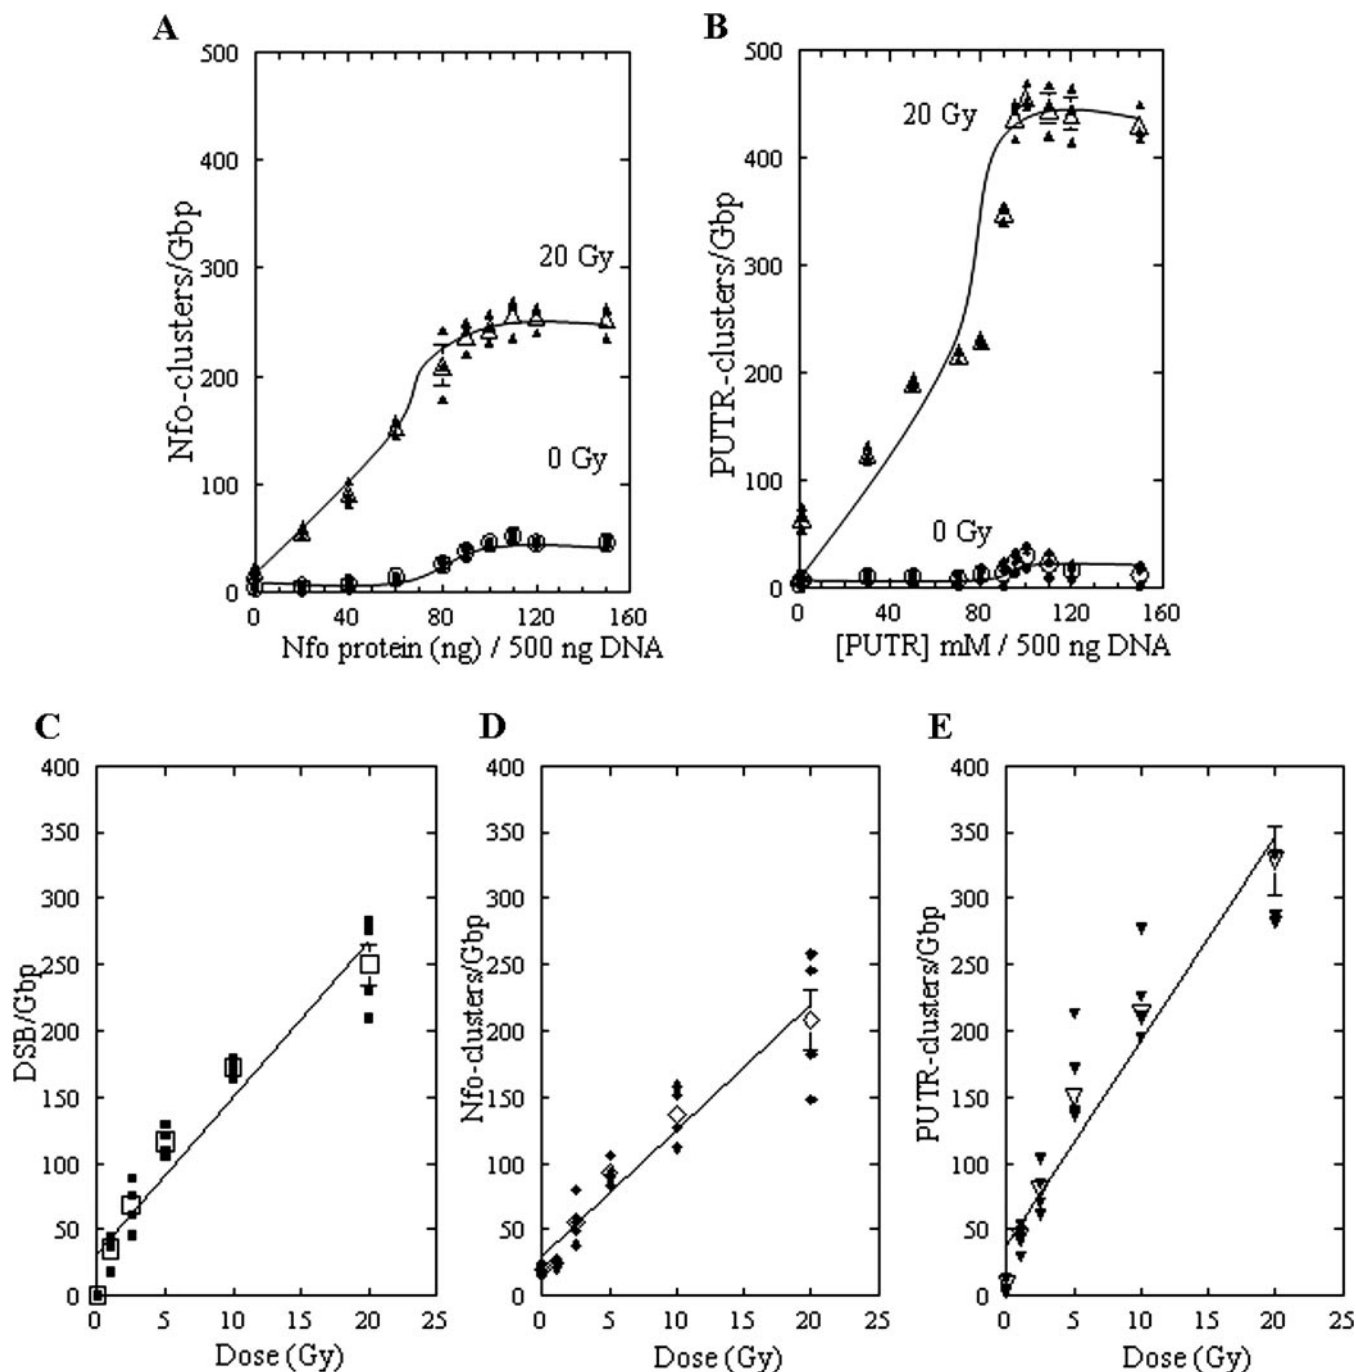 A
B
500
400
300
200
100
0
Nfo-clusters/Gbp
20 Gy
0 Gy
0 40 80 120 160
Nfo protein (ng) / 500 ng DNA
500
400
300
200
100
0
PUTR-clusters/Gbp
20 Gy
0 Gy
0 40 80 120 160
[PUTR] mM / 500 ng DNA
C
D
E
400
350
300
250
200
150
100
50
0
DSB/Gbp
0 5 10 15 20 25
Dose (Gy)
400
350
300
250
200
150
100
50
0
Nfo-clusters/Gbp
0 5 10 15 20 25
Dose (Gy)
400
350
300
250
200
150
100
50
0
PUTR-clusters/Gbp
0 5 10 15 20 25
Dose (Gy)